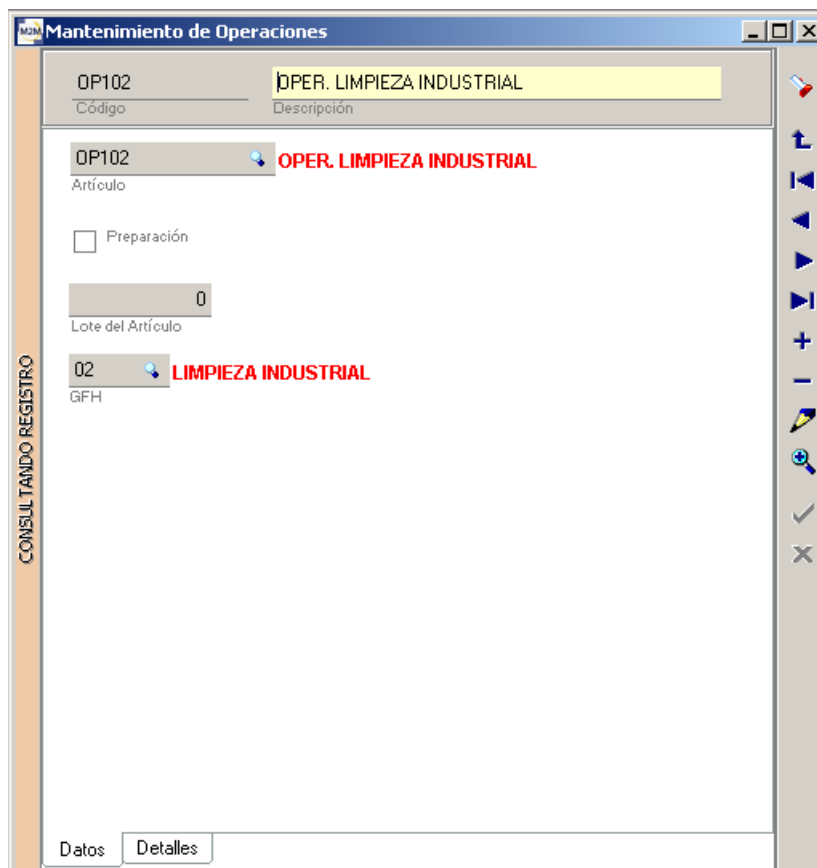 M2M Mantenimiento de Operaciones
OP102 OPER. LIMPIEZA INDUSTRIAL
Código Descripción
OP102 OPER. LIMPIEZA INDUSTRIAL
Artículo
Preparación
0
Lote del Artículo
02 LIMPIEZA INDUSTRIAL
GFH
CONSULTANDO REGISTRO
Datos Detalles